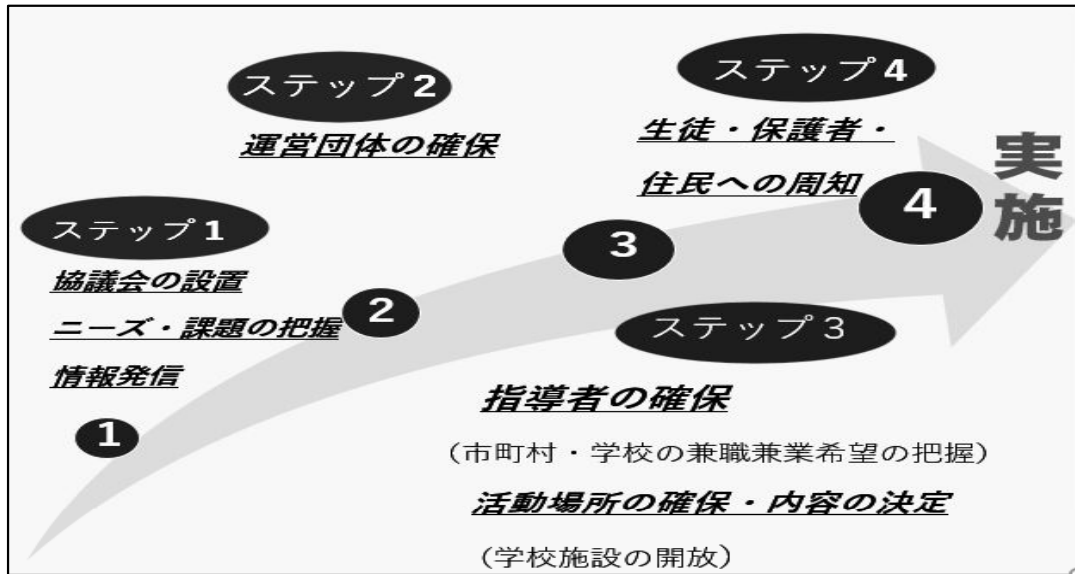 ステップ1
協議会の設置
ニーズ・課題の把握
情報発信
1
ステップ2
運営団体の確保
2
ステップ3
指導者の確保
(市町村・学校の兼職兼業希望の把握)
活動場所の確保・内容の決定
(学校施設の開放)
3
ステップ4
生徒・保護者・
住民への周知
4
実施